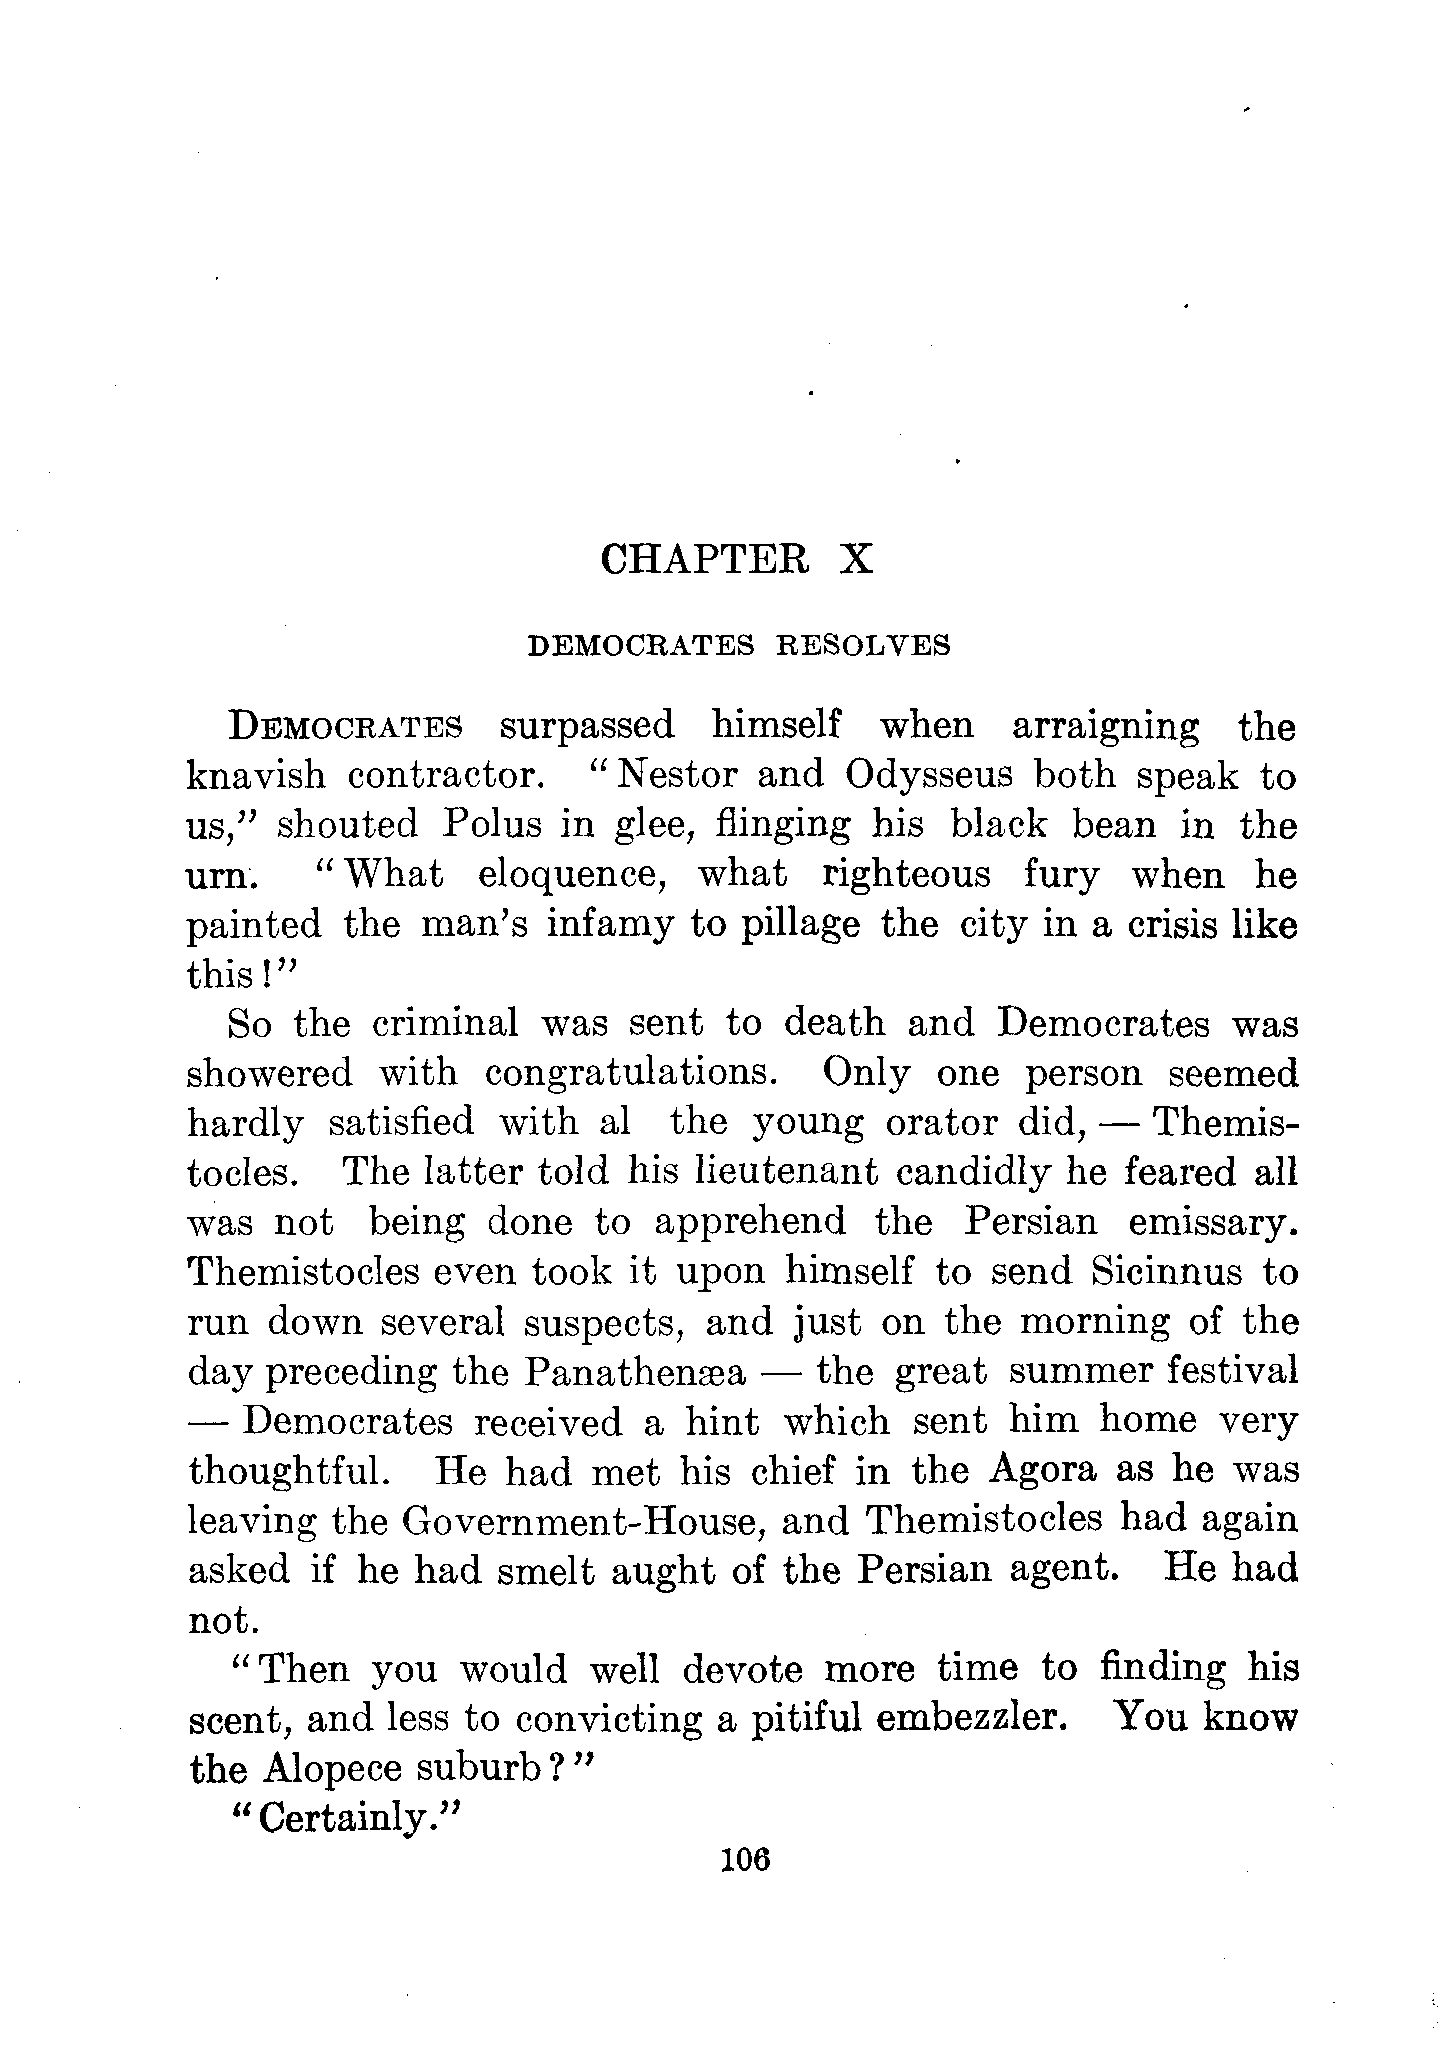 CHAPTER X
DEMOCRATES RESOLVES
DEMOCRATES surpassed himself when arraigning the
knavish contractor. "Nestor and Odysseus both speak to
us," shouted Polus in glee, flinging his black bean in the
urn. "What eloquence, what righteous fury when he
painted the man's infamy to pillage the city in a crisis like
this!"
So the criminal was sent to death and Democrates was
showered with congratulations. Only one person seemed
hardly satisfied with al the young orator did, — Themis-
tocles. The latter told his lieutenant candidly he feared all
was not being done to apprehend the Persian emissary.
Themistocles even took it upon himself to send Sicinnus to
run down several suspects, and just on the morning of the
day preceding the Panathenæa — the great summer festival
— Democrates received a hint which sent him home very
thoughtful. He had met his chief in the Agora as he was
leaving the Government-House, and Themistocles had again
asked if he had smelt aught of the Persian agent. He had
not.
"Then you would well devote more time to finding his
scent, and less to convicting a pitiful embezzler. You know
the Alopece suburb?"
"Certainly."
106